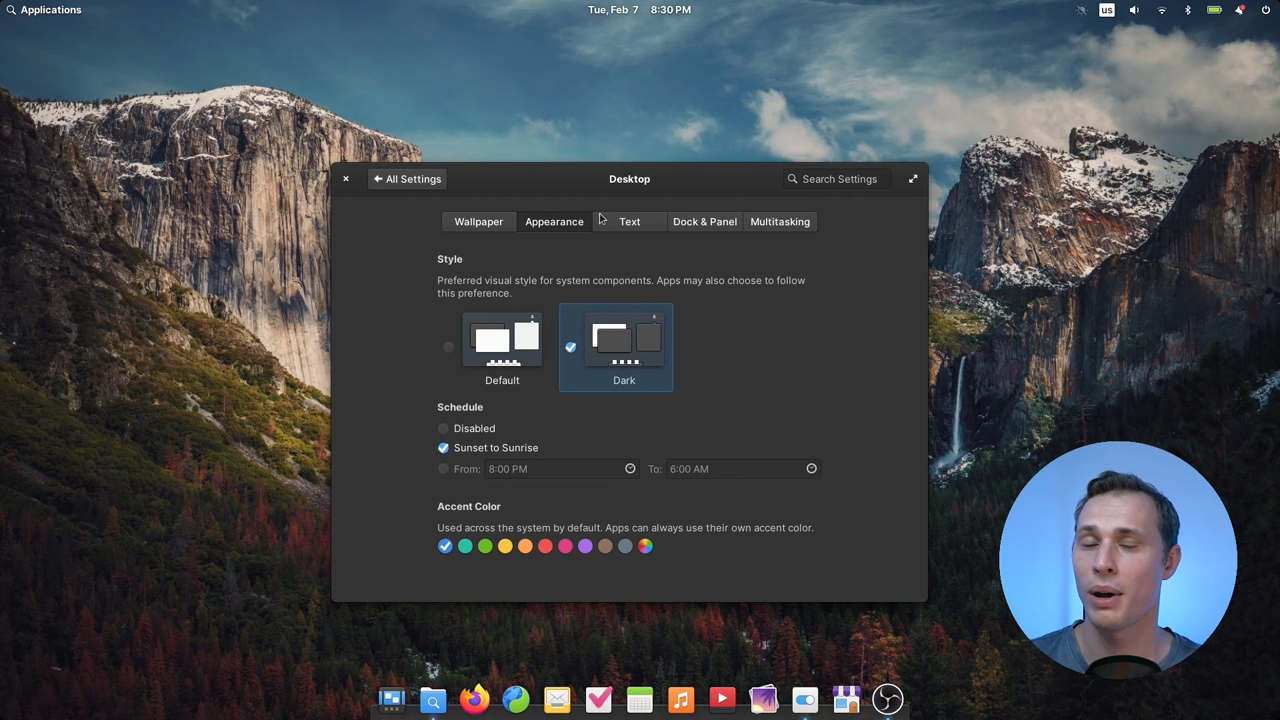 Applications
Tue, Feb 7 8:30 PM
us
All Settings
Desktop
Search Settings
Wallpaper
Appearance
Text
Dock & Panel
Multitasking
Style
Preferred visual style for system components. Apps may also choose to follow
this preference.
Default
Dark
Schedule
Disabled
Sunset to Sunrise
From: 8:00 PM To: 6:00 AM
Accent Color
Used across the system by default. Apps can always use their own accent color.